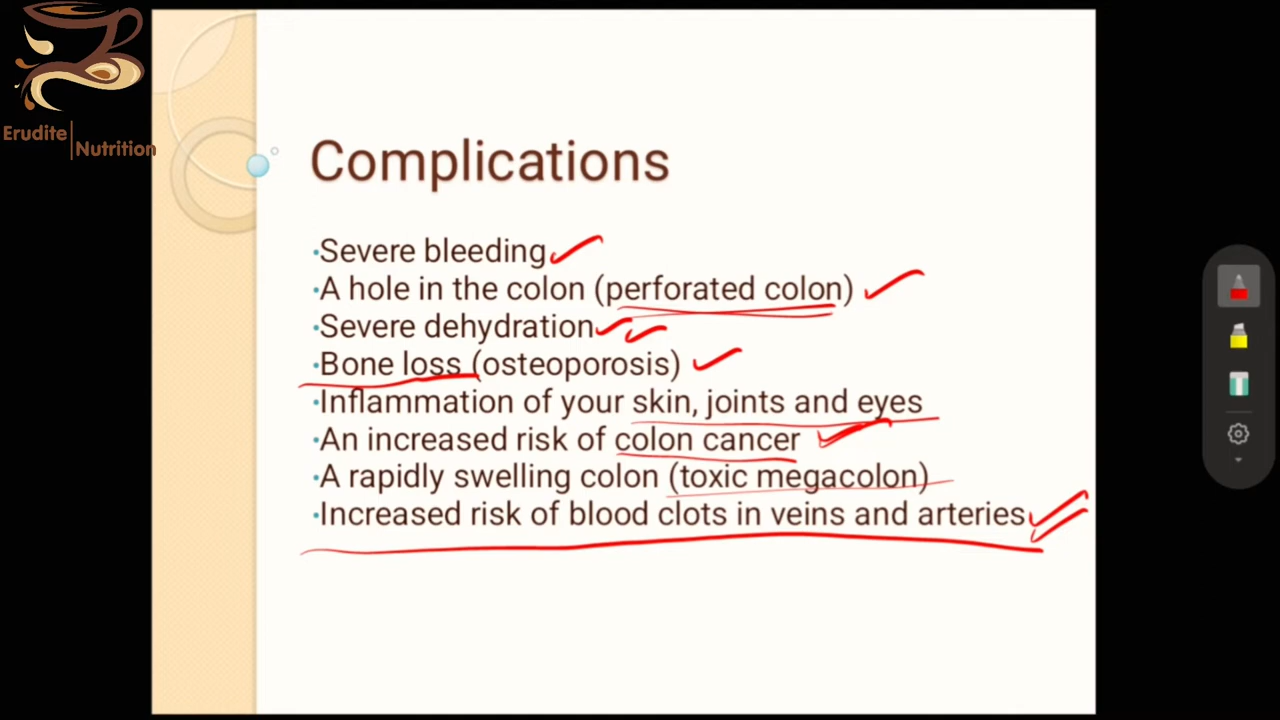 Erudite
Nutrition
Complications
•Severe bleeding
•A hole in the colon (perforated colon)
•Severe dehydration
•Bone loss (osteoporosis)
•Inflammation of your skin, joints and eyes
•An increased risk of colon cancer
•A rapidly swelling colon (toxic megacolon)
•Increased risk of blood clots in veins and arteries